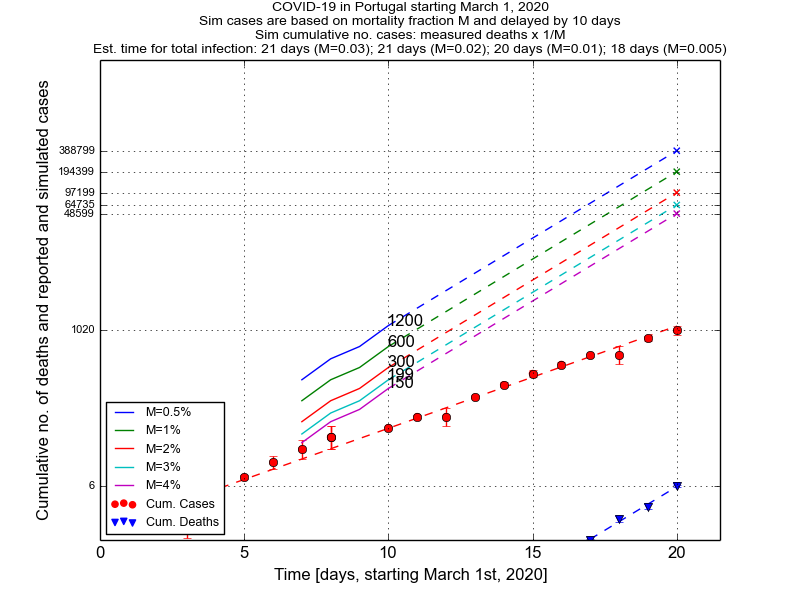 COVID-19 in Portugal starting March 1, 2020
Sim cases are based on mortality fraction M and delayed by 10 days
Sim cumulative no. cases: measured deaths x 1/M
Est. time for total infection: 21 days (M=0.03); 21 days (M=0.02); 20 days (M=0.01); 18 days (M=0.005)
Cumulative no. of deaths and reported and simulated cases
388799
194399
97199
64735
48599
1020
6
1200
600
300
199
150
M=0.5%
M=1%
M=2%
M=3%
M=4%
Cum. Cases
Cum. Deaths
0 5 10 15 20
Time [days, starting March 1st, 2020]